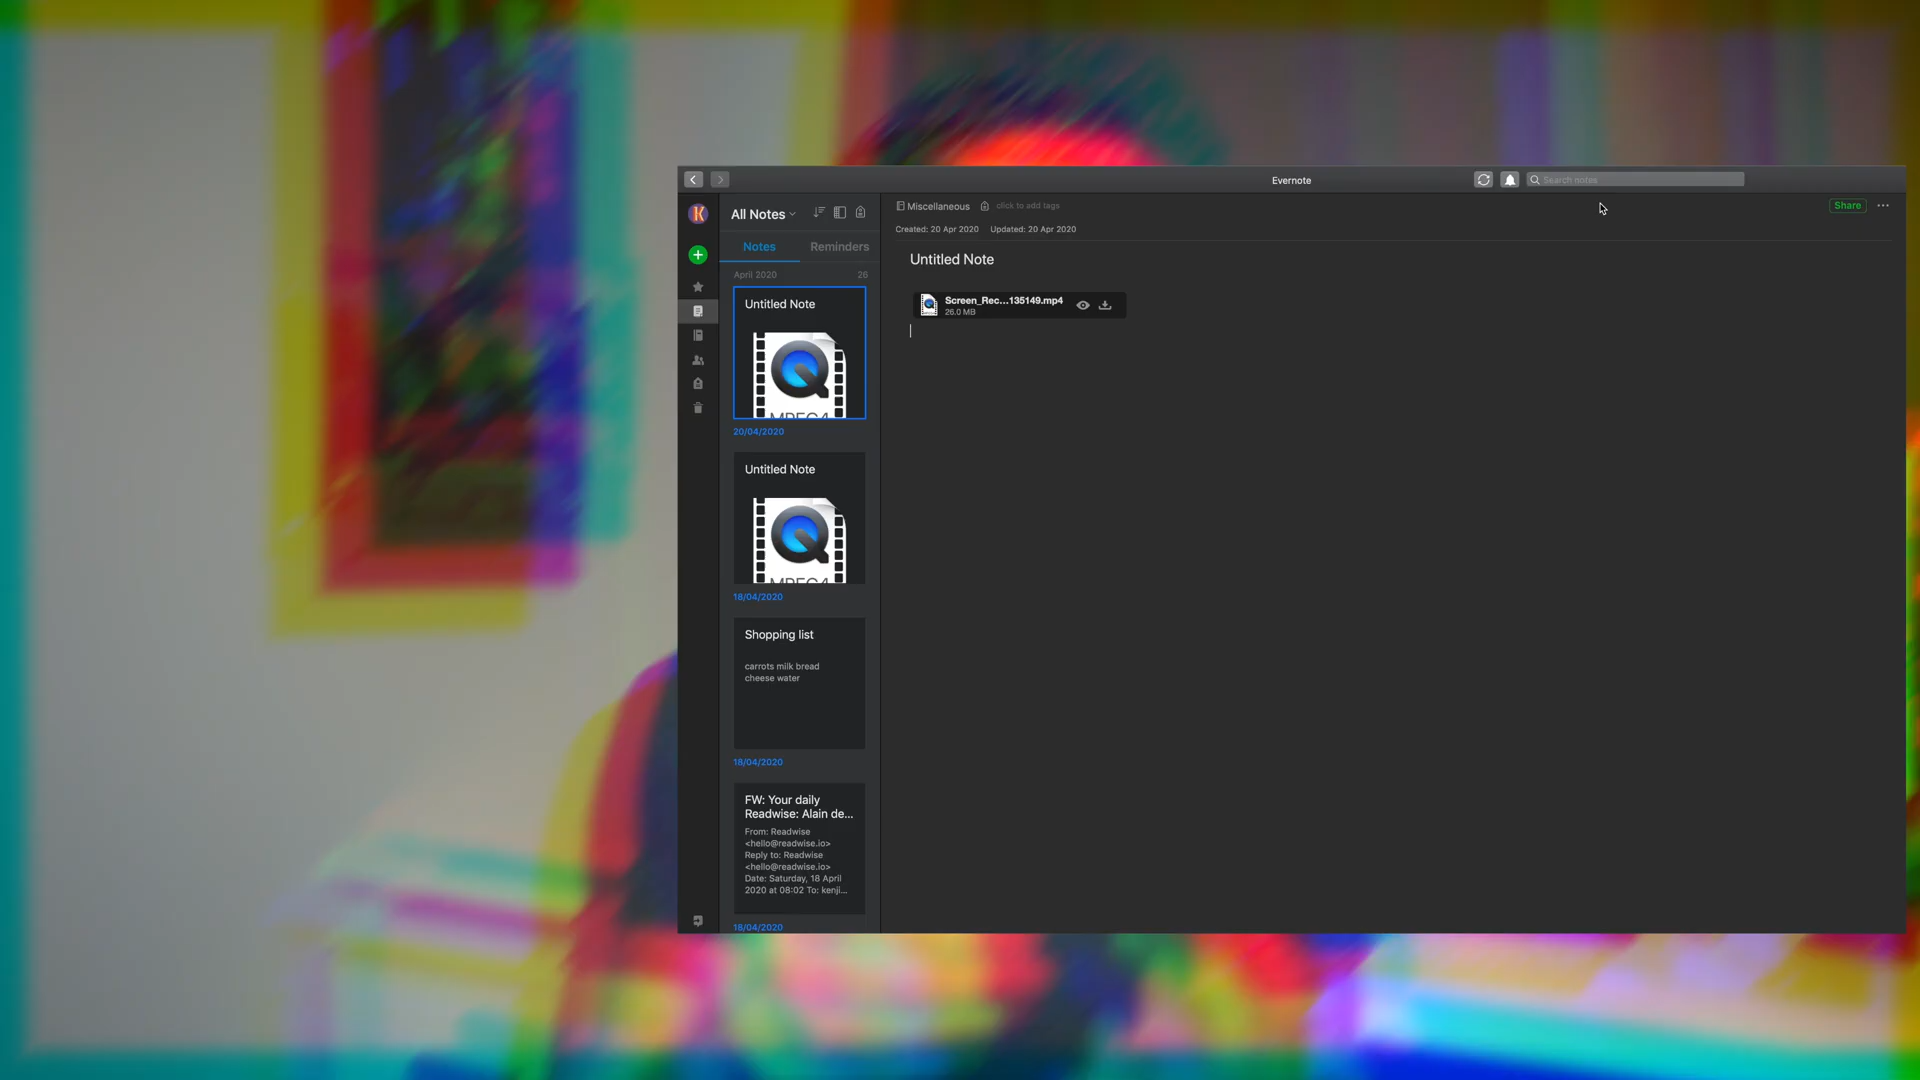 Evernote
Search notes
K
All Notes
Notes
Reminders
April 2020
26
Untitled Note
MPEG4
20/04/2020
Untitled Note
MPEG4
18/04/2020
Shopping list
carrots milk bread
cheese water
18/04/2020
FW: Your daily
Readwise: Alain de...
From: Readwise
<hello@readwise.io>
Reply to: Readwise
<hello@readwise.io>
Date: Saturday, 18 April
2020 at 08:02 To: kenji...
18/04/2020
Miscellaneous
click to add tags
Share
Created: 20 Apr 2020
Updated: 20 Apr 2020
Untitled Note
Screen_Rec...135149.mp4
26.0 MB